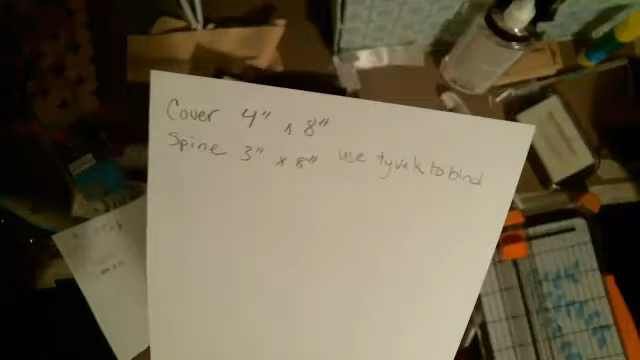 Cover 4" x 8"
Spine 3" x 8" use tyvek to bind